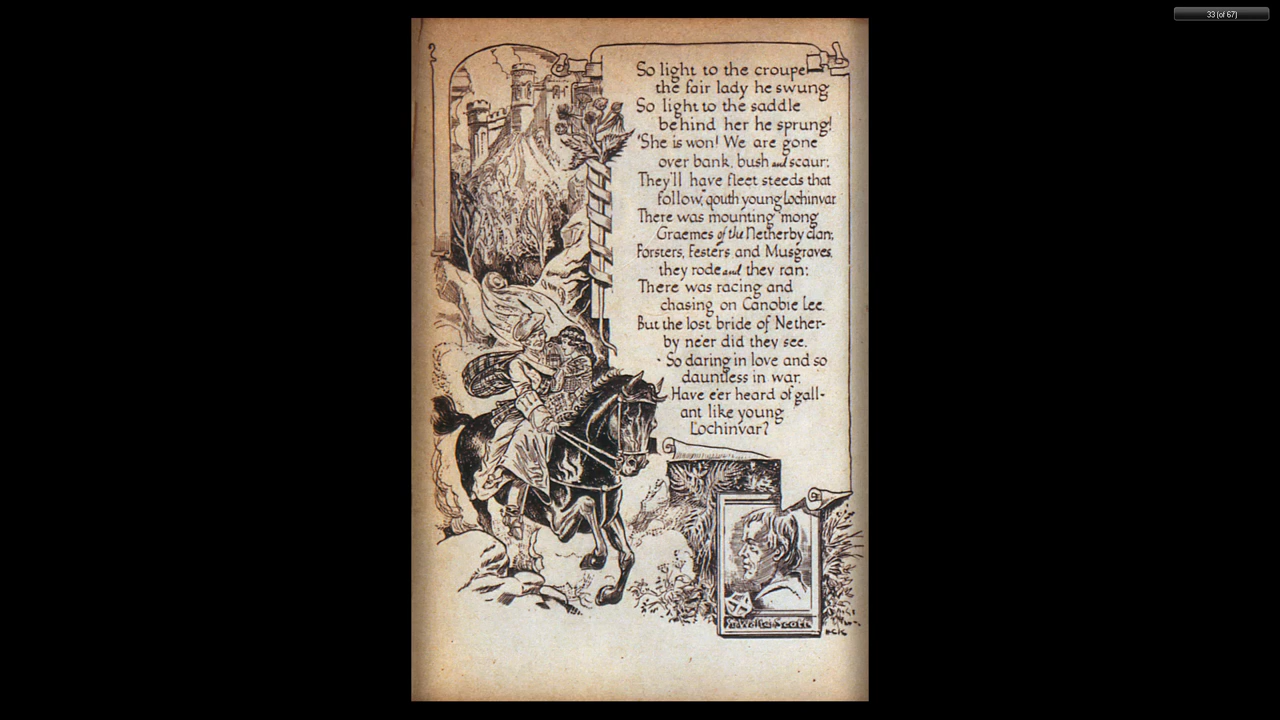 33 (of 67)
So light to the croupe
the fair lady he swung
So light to the saddle
behind her he sprung!
'She is won! We are gone
over bank, bush and scaur;
They'll have fleet steeds that
follow, qouth young Lochinvar
There was mounting 'mong
Graemes of the Netherby clan;
Forsters, Festers and Musgraves,
they rode and they ran;
There was racing and
chasing on Canobie Lee.
But the lost bride of Nether-
by ne'er did they see.
So daring in love and so
dauntless in war,
Have e'er heard of gall-
ant like young
Lochinvar?
Sir Walter Scott
HCK